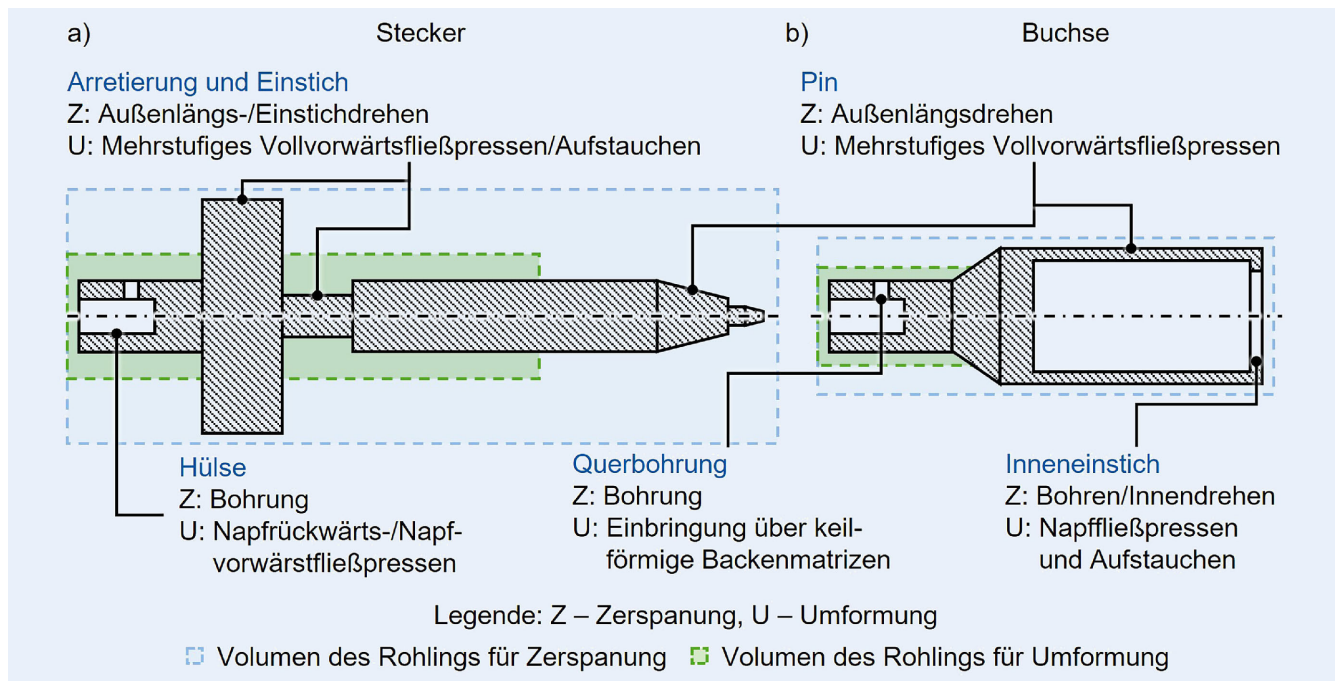 a) Stecker
b) Buchse
Arretierung und Einstich
Z: Außenlängs-/Einstichdrehen
U: Mehrstufiges Vollvorwärtsfließpressen/Aufstauchen
Pin
Z: Außenlängsdrehen
U: Mehrstufiges Vollvorwärtsfließpressen
Hülse
Z: Bohrung
U: Napfrückwärts-/Napf-
vorwärstfließpressen
Querbohrung
Z: Bohrung
U: Einbringung über keil-
förmige Backenmatrizen
Inneneinstich
Z: Bohren/Innendrehen
U: Napffließpressen
und Aufstauchen
Legende: Z – Zerspanung, U – Umformung
Volumen des Rohlings für Zerspanung
Volumen des Rohlings für Umformung